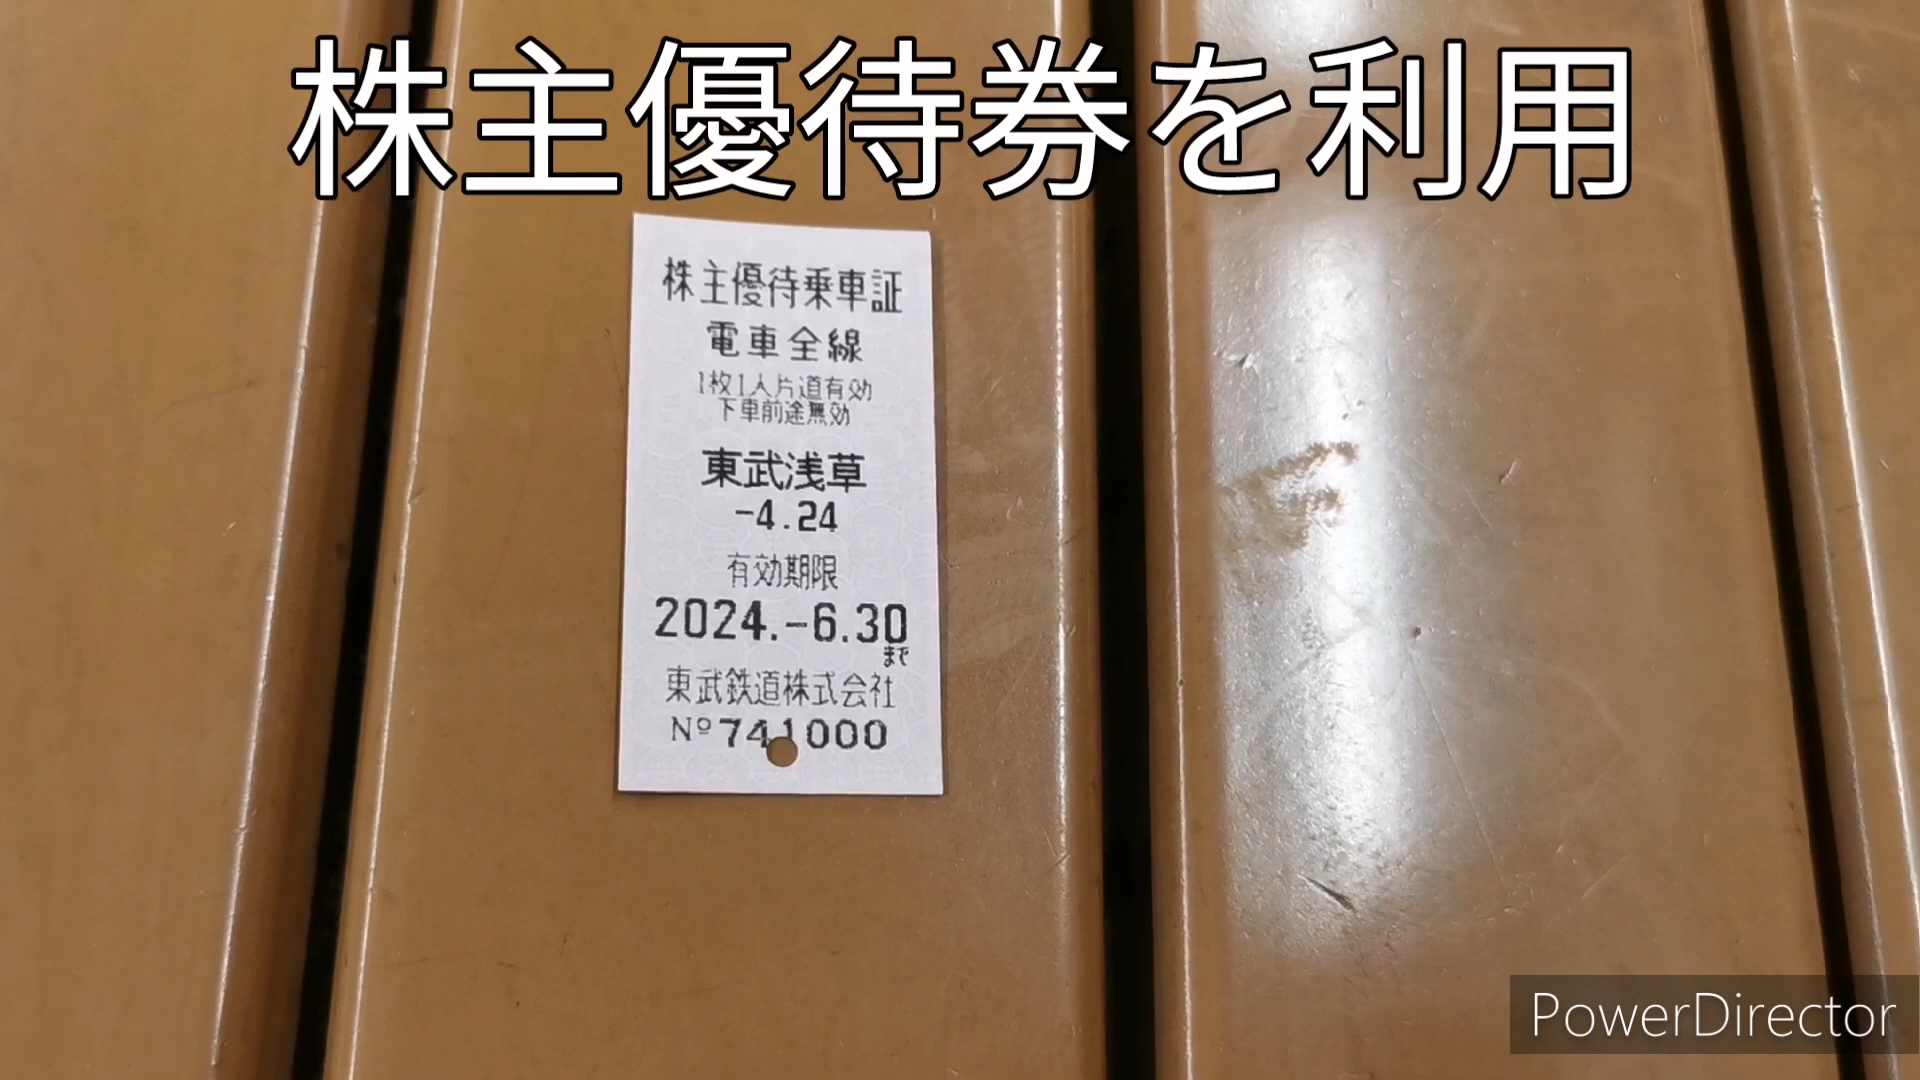 株主優待券を利用
株主優待乗車証
電車全線
1枚1人片道有効
下車前途無効
東武浅草
-4.24
有効期限
2024.-6.30
まで
東武鉄道株式会社
Nº741000
PowerDirector